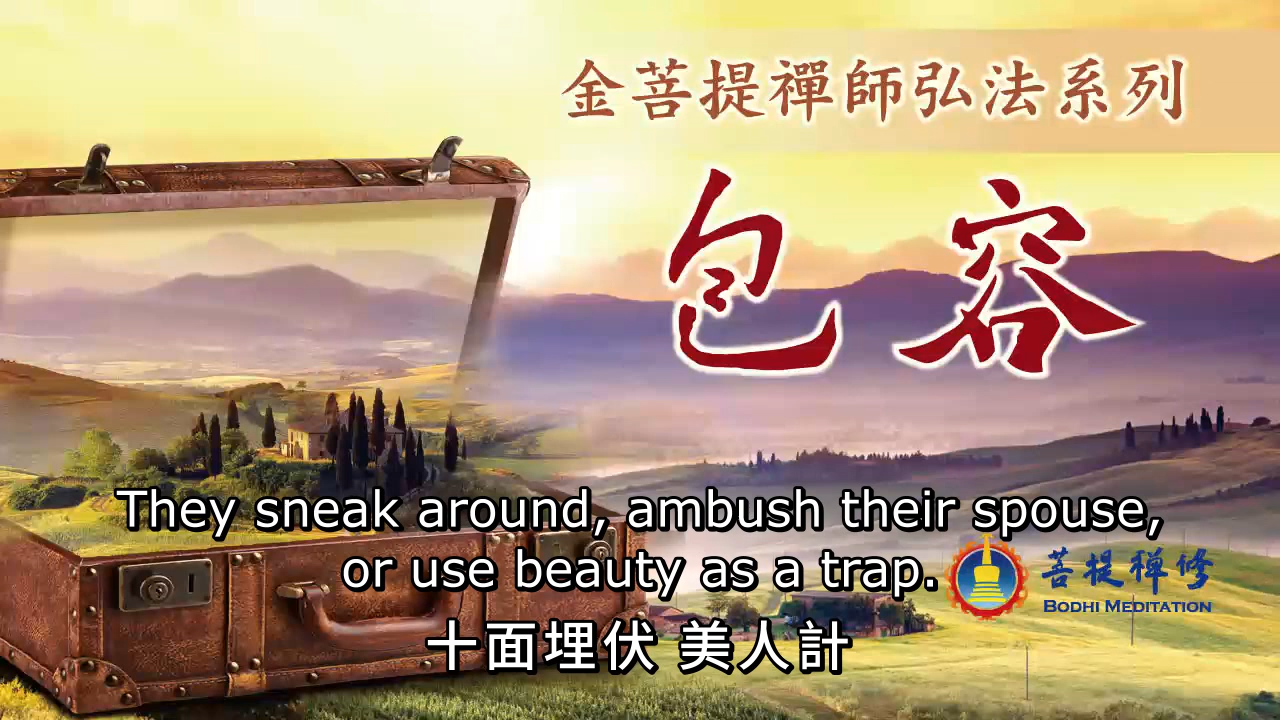 金菩提禪師弘法系列
包容
They sneak around, ambush their spouse,
or use beauty as a trap.
菩提禪修
BODHI MEDITATION
十面埋伏 美人計